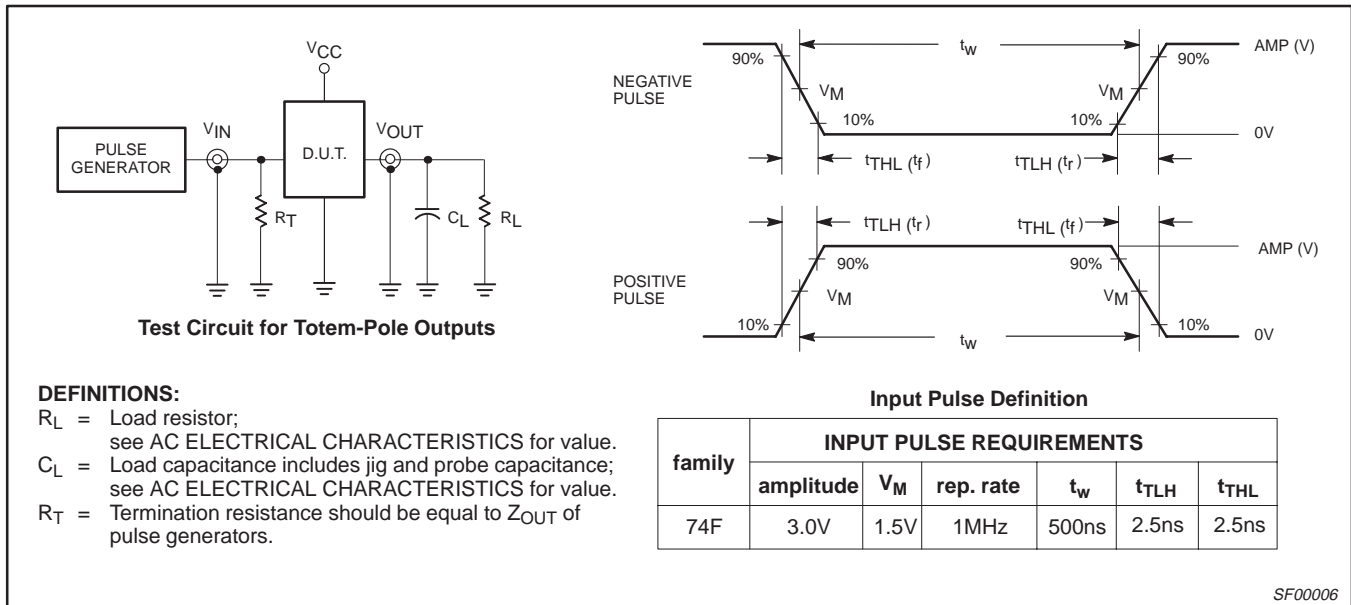 VCC
VIN
VOUT
PULSE
GENERATOR
D.U.T.
RT
CL
RL
Test Circuit for Totem-Pole Outputs
NEGATIVE
PULSE
90%
tw
90%
AMP (V)
VM
VM
10%
10%
0V
tTHL (tf)
tTLH (tr)
tTLH (tr)
tTHL (tf)
AMP (V)
POSITIVE
PULSE
90%
90%
VM
VM
10%
10%
tw
0V
Input Pulse Definition
DEFINITIONS:
RL = Load resistor;
see AC ELECTRICAL CHARACTERISTICS for value.
CL = Load capacitance includes jig and probe capacitance;
see AC ELECTRICAL CHARACTERISTICS for value.
RT = Termination resistance should be equal to ZOUT of
pulse generators.
family INPUT PULSE REQUIREMENTS
amplitude VM rep. rate tw tTLH tTHL
74F 3.0V 1.5V 1MHz 500ns 2.5ns 2.5ns
SF00006